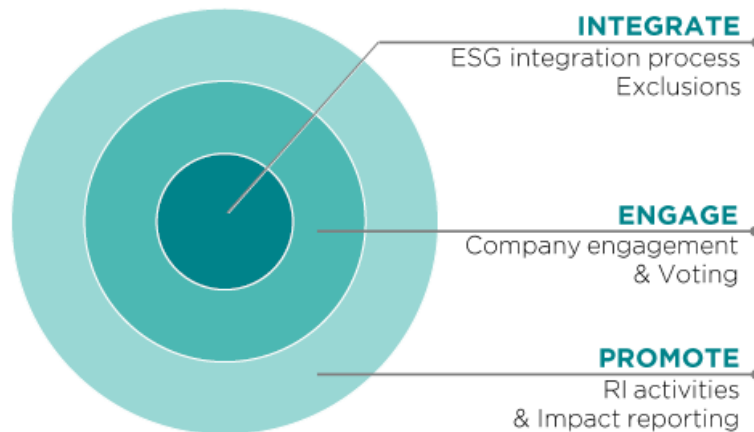 INTEGRATE
ESG integration process
Exclusions
ENGAGE
Company engagement
& Voting
PROMOTE
RI activities
& Impact reporting